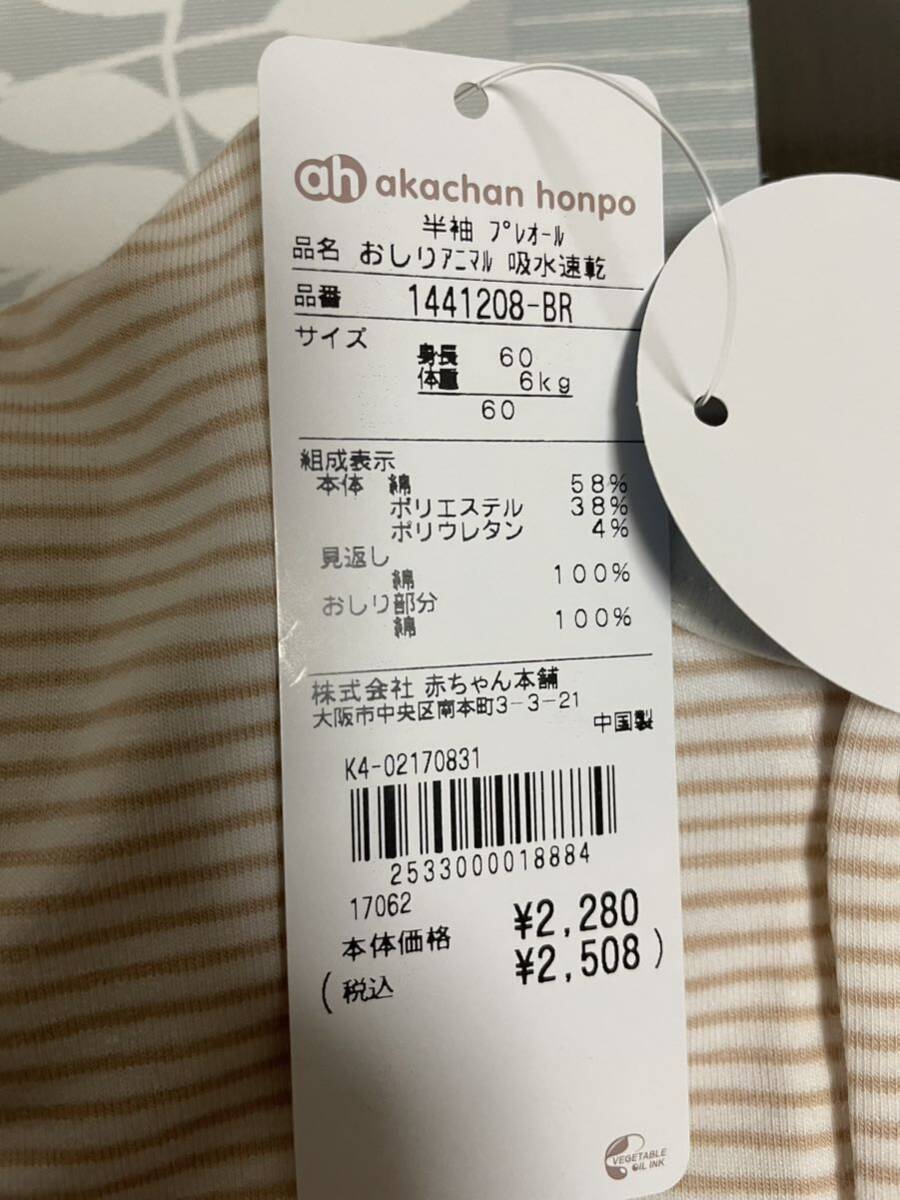 ah akachan honpo
半袖 プレオール
品名 おしりアニマル 吸水速乾
品番 1441208-BR
サイズ
身長 60
体重 6kg
60
組成表示
本体 綿 58%
ポリエステル 38%
ポリウレタン 4%
見返し
綿 100%
おしり部分
綿 100%
株式会社 赤ちゃん本舗
大阪市中央区南本町3-3-21
中国製
K4-02170831
2533000018884
17062
本体価格 ¥2,280
(税込 ¥2,508)
VEGETABLE
OIL INK